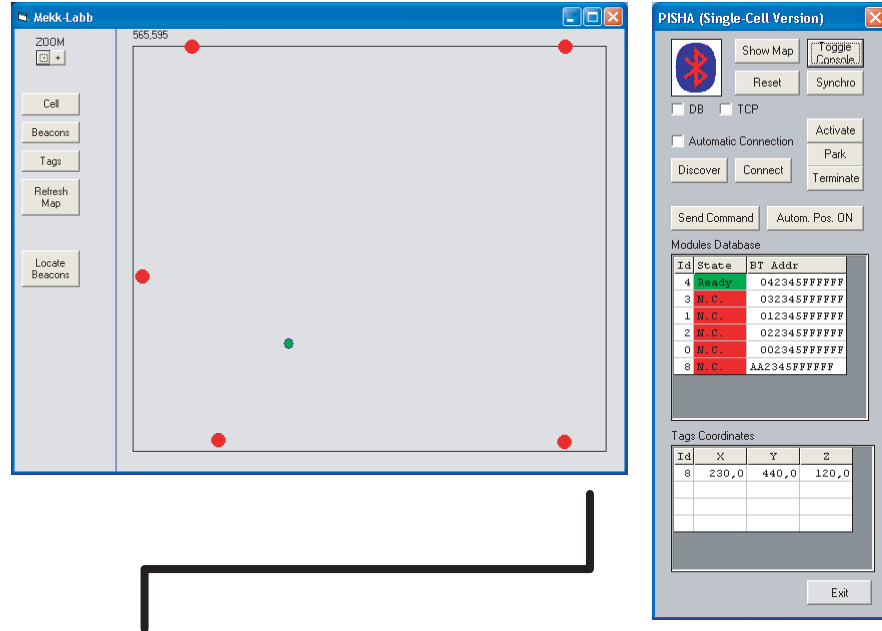 Mekk-Labb
ZOOM
+
565,595
Cell
Beacons
Tags
Refresh
Map
Locate
Beacons
PISHA (Single-Cell Version)
Show Map
Toggle
Console
Reset
Synchro
DB
TCP
Automatic Connection
Activate
Park
Terminate
Discover
Connect
Send Command
Autom. Pos. ON
Modules Database
Id State BT Addr
4 Ready 042345FFFFFF
3 N.C. 032345FFFFFF
1 N.C. 012345FFFFFF
2 N.C. 022345FFFFFF
0 N.C. 002345FFFFFF
8 N.C. AA2345FFFFFF
Tags Coordinates
Id X Y Z
8 230,0 440,0 120,0
Exit